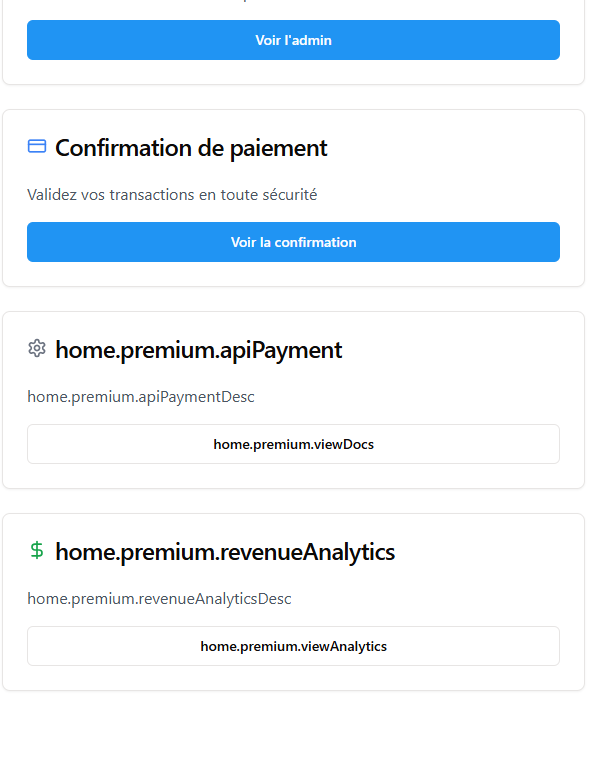 Voir l'admin
Confirmation de paiement
Validez vos transactions en toute sécurité
Voir la confirmation
home.premium.apiPayment
home.premium.apiPaymentDesc
home.premium.viewDocs
home.premium.revenueAnalytics
home.premium.revenueAnalyticsDesc
home.premium.viewAnalytics